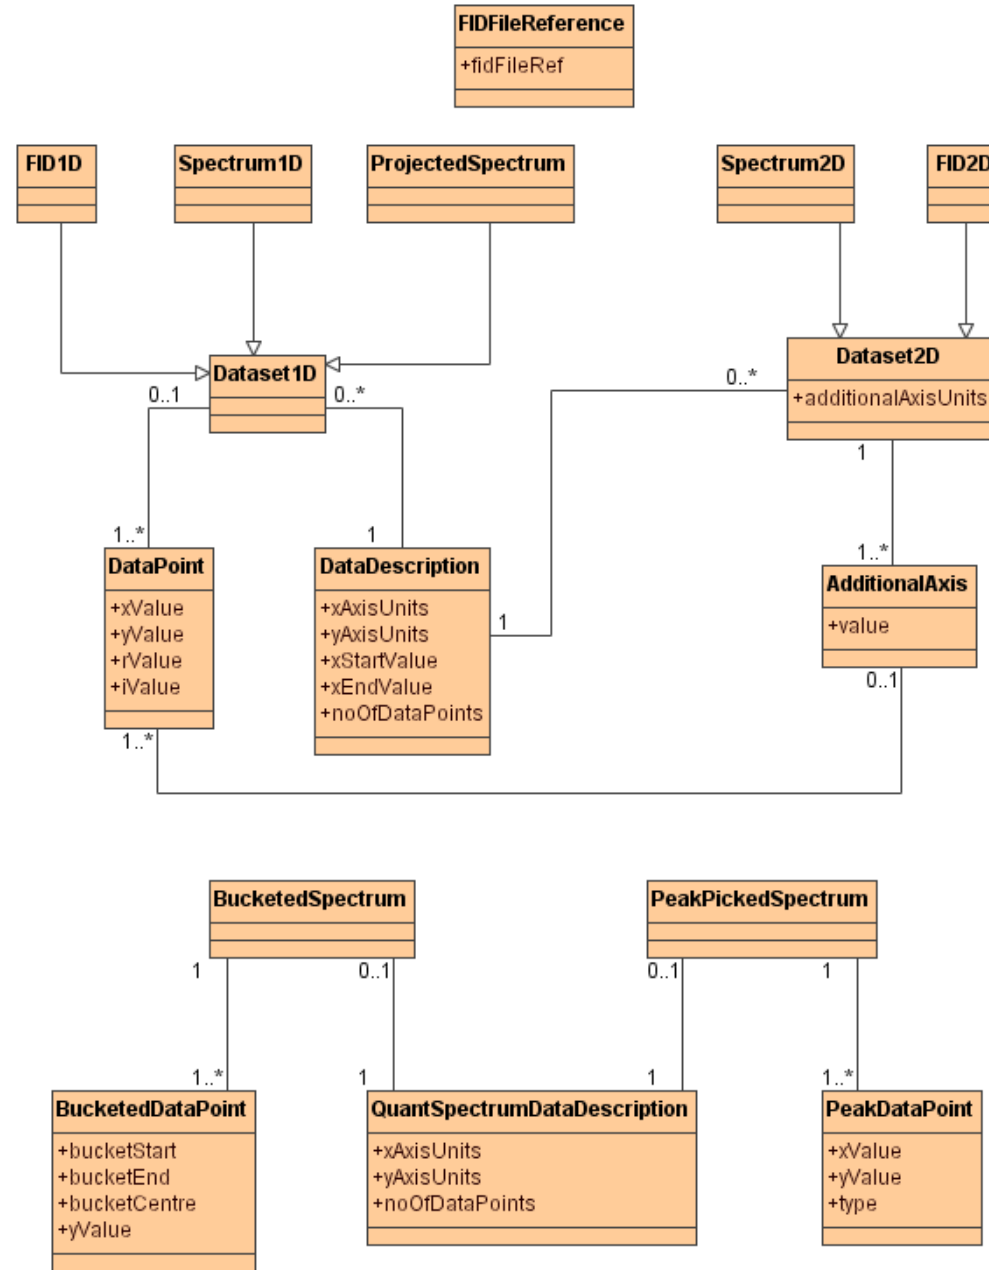 FIDFileReference
+fidFileRef
FID1D
Spectrum1D
ProjectedSpectrum
Spectrum2D
FID2D
Dataset1D
Dataset2D
+additionalAxisUnits
0..1
0..*
0..*
1
1..*
1
1..*
DataPoint
+xValue
+yValue
+rValue
+iValue
DataDescription
+xAxisUnits
+yAxisUnits
+xStartValue
+xEndValue
+noOfDataPoints
1
AdditionalAxis
+value
0..1
1..*
BucketedSpectrum
PeakPickedSpectrum
1
0..1
0..1
1
1..*
1
1
1..*
BucketedDataPoint
+bucketStart
+bucketEnd
+bucketCentre
+yValue
QuantSpectrumDataDescription
+xAxisUnits
+yAxisUnits
+noOfDataPoints
PeakDataPoint
+xValue
+yValue
+type